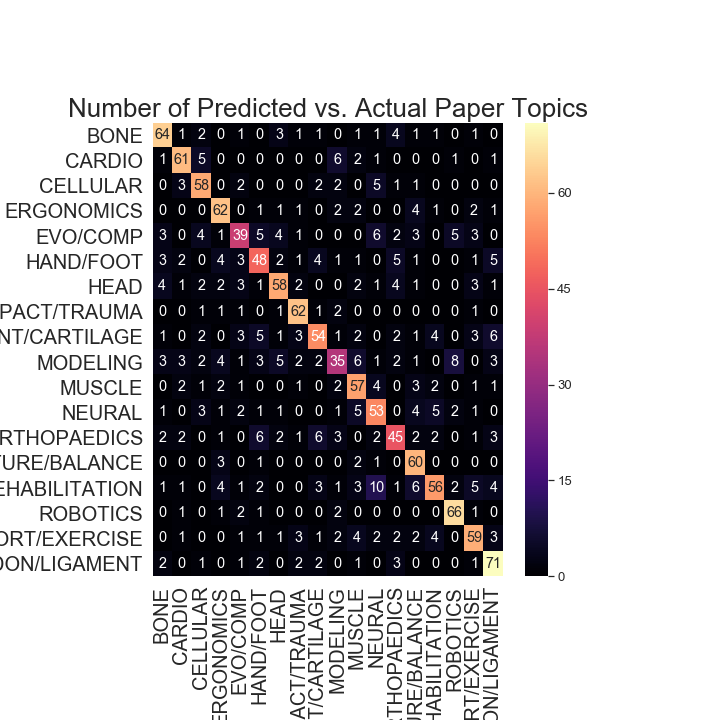 Number of Predicted vs. Actual Paper Topics
BONE 64 1 2 0 1 0 3 1 1 0 1 1 4 1 1 0 1 0
CARDIO 1 61 5 0 0 0 0 0 0 6 2 1 0 0 0 1 0 1
CELLULAR 0 3 58 0 2 0 0 0 2 2 0 5 1 1 0 0 0 0
ERGONOMICS 0 0 0 62 0 1 1 1 0 2 2 0 0 4 1 0 2 1
EVO/COMP 3 0 4 1 39 5 4 1 0 0 0 6 2 3 0 5 3 0
HAND/FOOT 3 2 0 4 3 48 2 1 4 1 1 0 5 1 0 0 1 5
HEAD 4 1 2 2 3 1 58 2 0 0 2 1 4 1 0 0 3 1
PACT/TRAUMA 0 0 1 1 1 0 1 62 1 2 0 0 0 0 0 0 1 0
NT/CARTILAGE 1 0 2 0 3 5 1 3 54 1 2 0 2 1 4 0 3 6
MODELING 3 3 2 4 1 3 5 2 2 35 6 1 2 1 0 8 0 3
MUSCLE 0 2 1 2 1 0 0 1 0 2 57 4 0 3 2 0 1 1
NEURAL 1 0 3 1 2 1 1 0 0 1 5 53 0 4 5 2 1 0
RTHOPAEDICS 2 2 0 1 0 6 2 1 6 3 0 2 45 2 2 0 1 3
TURE/BALANCE 0 0 0 3 0 1 0 0 0 0 2 1 0 60 0 0 0 0
EHABILITATION 1 1 0 4 1 2 0 0 3 1 3 10 1 6 56 2 5 4
ROBOTICS 0 1 0 1 2 1 0 0 0 2 0 0 0 0 0 66 1 0
ORT/EXERCISE 0 1 0 1 1 1 1 3 1 2 4 2 2 2 4 0 59 3
DON/LIGAMENT 2 0 1 0 1 2 0 2 2 0 1 0 3 0 0 0 1 71
60
45
30
15
0
BONE
CARDIO
CELLULAR
ERGONOMICS
EVO/COMP
HAND/FOOT
HEAD
ACT/TRAUMA
T/CARTILAGE
MODELING
MUSCLE
NEURAL
RTHOPAEDICS
URE/BALANCE
HABILITATION
ROBOTICS
RT/EXERCISE
ON/LIGAMENT